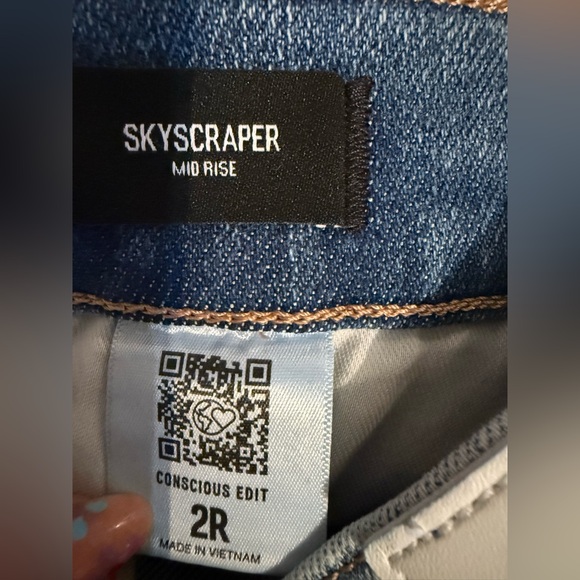 SKYSCRAPER
MID RISE
CONSCIOUS EDIT
2R
MADE IN VIETNAM